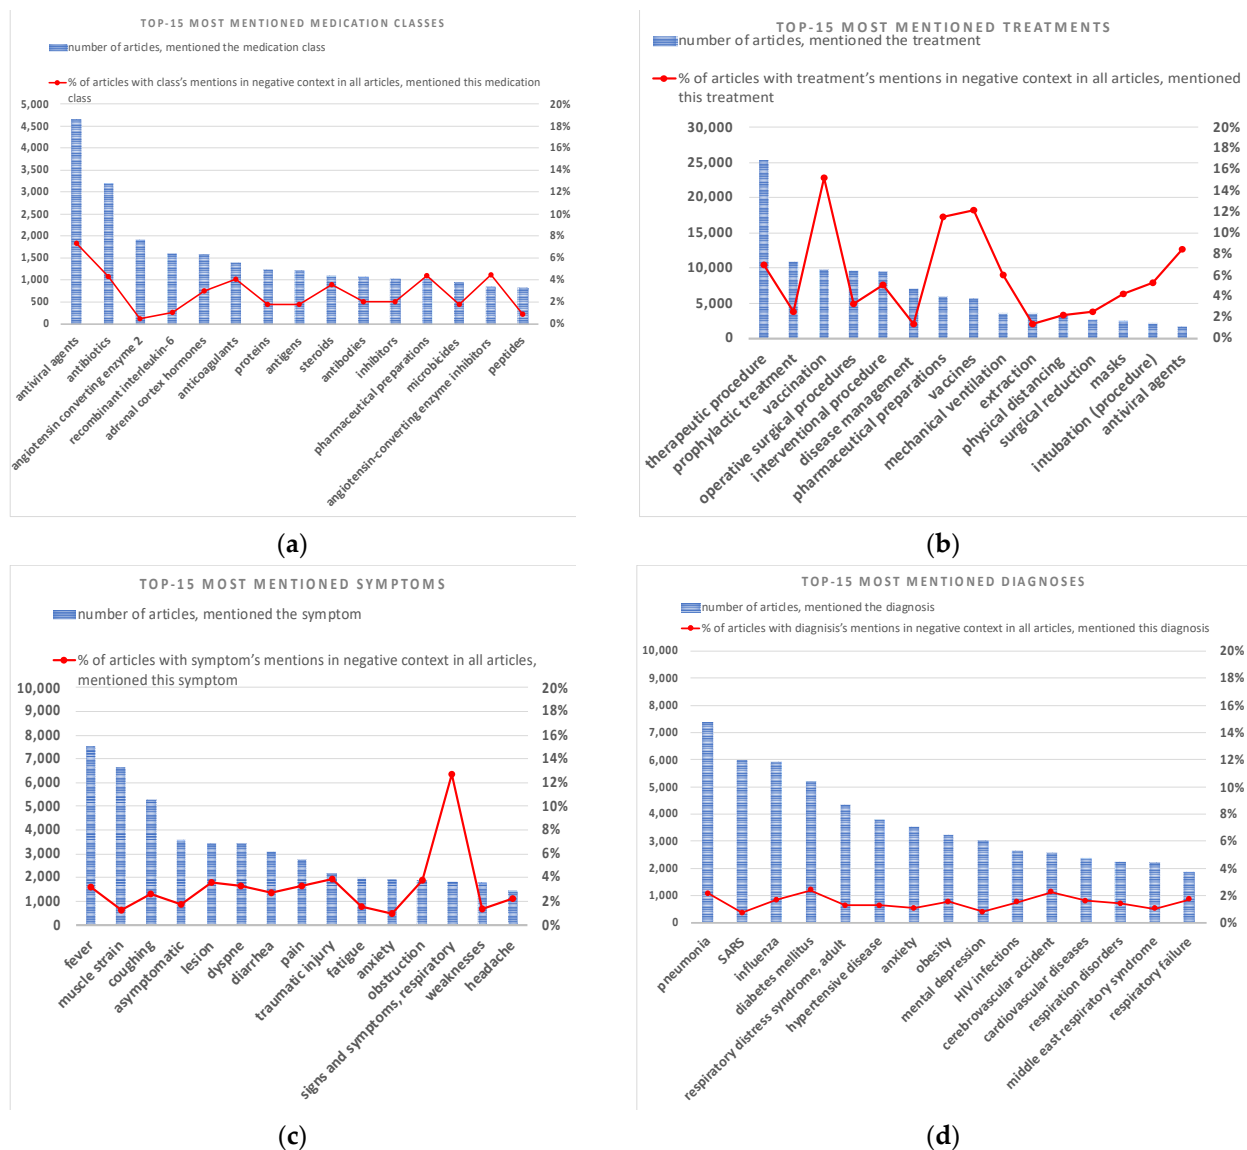 TOP-15 MOST MENTIONED MEDICATION CLASSES
number of articles, mentioned the medication class
% of articles with class's mentions in negative context in all articles, mentioned this medication
class
5,000
4,500
4,000
3,500
3,000
2,500
2,000
1,500
1,000
500
0
20%
18%
16%
14%
12%
10%
8%
6%
4%
2%
0%
antiviral agents
antibiotics
angiotensin converting enzyme 2
recombinant interleukin-6
adrenal cortex hormones
anticoagulants
proteins
antigens
steroids
antibodies
inhibitors
pharmaceutical preparations
microbicides
angiotensin-converting enzyme inhibitors
peptides
(a)
TOP-15 MOST MENTIONED TREATMENTS
number of articles, mentioned the treatment
% of articles with treatment's mentions in negative context in all articles, mentioned
this treatment
30,000
25,000
20,000
15,000
10,000
5,000
0
20%
18%
16%
14%
12%
10%
8%
6%
4%
2%
0%
therapeutic procedure
prophylactic treatment
vaccination
operative surgical procedures
interventional procedure
disease management
pharmaceutical preparations
vaccines
mechanical ventilation
extraction
physical distancing
surgical reduction
masks
intubation (procedure)
antiviral agents
(b)
TOP-15 MOST MENTIONED SYMPTOMS
number of articles, mentioned the symptom
% of articles with symptom's mentions in negative context in all articles,
mentioned this symptom
10,000
9,000
8,000
7,000
6,000
5,000
4,000
3,000
2,000
1,000
0
20%
18%
16%
14%
12%
10%
8%
6%
4%
2%
0%
fever
muscle strain
coughing
asymptomatic
lesion
dyspne
diarrhea
pain
traumatic injury
fatigue
anxiety
obstruction
signs and symptoms, respiratory
weaknesses
headache
(c)
TOP-15 MOST MENTIONED DIAGNOSES
number of articles, mentioned the diagnosis
% of articles with diagnisis's mentions in negative context in all articles, mentioned this diagnosis
10,000
9,000
8,000
7,000
6,000
5,000
4,000
3,000
2,000
1,000
0
20%
18%
16%
14%
12%
10%
8%
6%
4%
2%
0%
pneumonia
SARS
influenza
diabetes mellitus
respiratory distress syndrome, adult
hypertensive disease
anxiety
obesity
mental depression
HIV infections
cerebrovascular accident
cardiovascular diseases
respiration disorders
middle east respiratory syndrome
respiratory failure
(d)